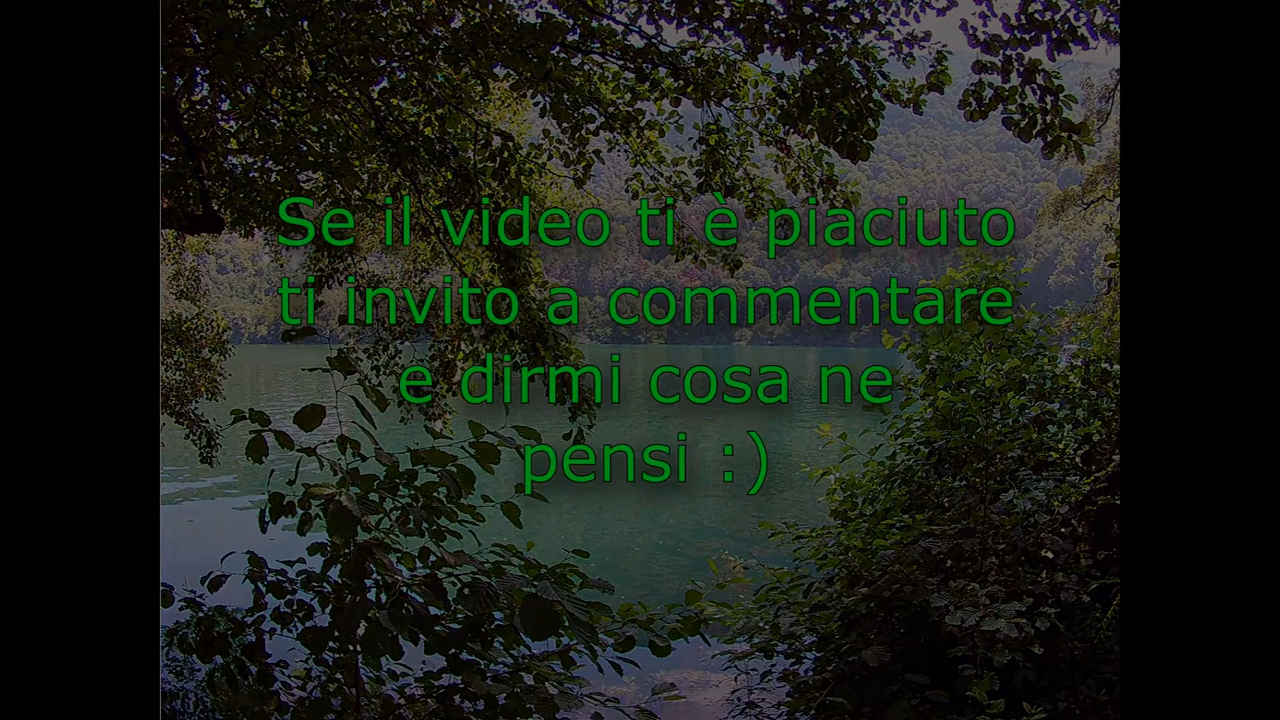 Se il video ti è piaciuto
ti invito a commentare
e dirmi cosa ne
pensi :)